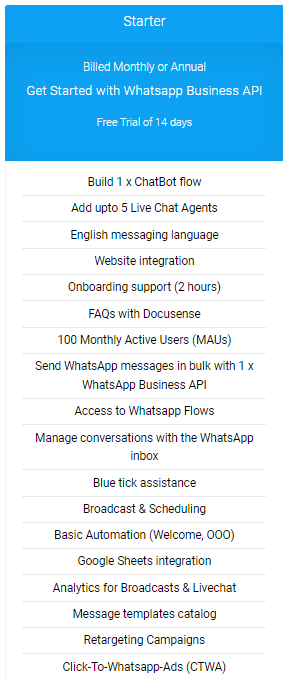 Starter
Billed Monthly or Annual
Get Started with Whatsapp Business API
Free Trial of 14 days
Build 1 x ChatBot flow
Add upto 5 Live Chat Agents
English messaging language
Website integration
Onboarding support (2 hours)
FAQs with Docusense
100 Monthly Active Users (MAUs)
Send WhatsApp messages in bulk with 1 x
WhatsApp Business API
Access to Whatsapp Flows
Manage conversations with the WhatsApp
inbox
Blue tick assistance
Broadcast & Scheduling
Basic Automation (Welcome, OOO)
Google Sheets integration
Analytics for Broadcasts & Livechat
Message templates catalog
Retargeting Campaigns
Click-To-Whatsapp-Ads (CTWA)